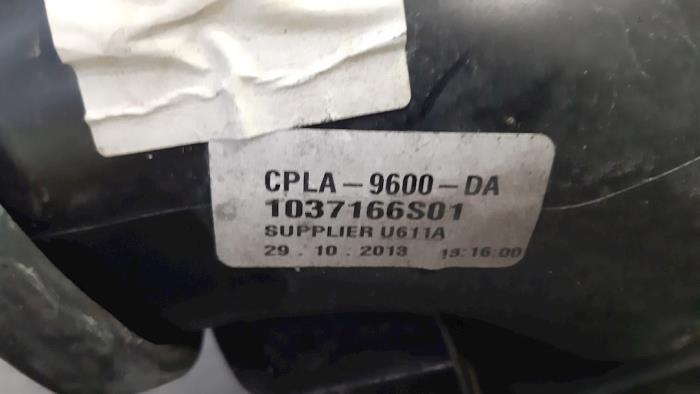 CPLA-9600-DA
1037166S01
SUPPLIER U611A
29.10.2013 13:16:00